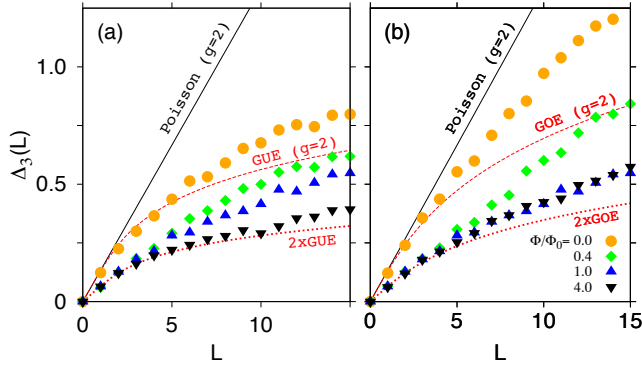 (a)
(b)
1.0
0.5
0
Δ₃(L)
Poisson (g=2)
GUE (g=2)
2xGUE
Poisson (g=2)
GOE (g=2)
2xGOE
Φ/Φ₀= 0.0
0.4
1.0
4.0
0 5 10
0 5 10 15
L
L